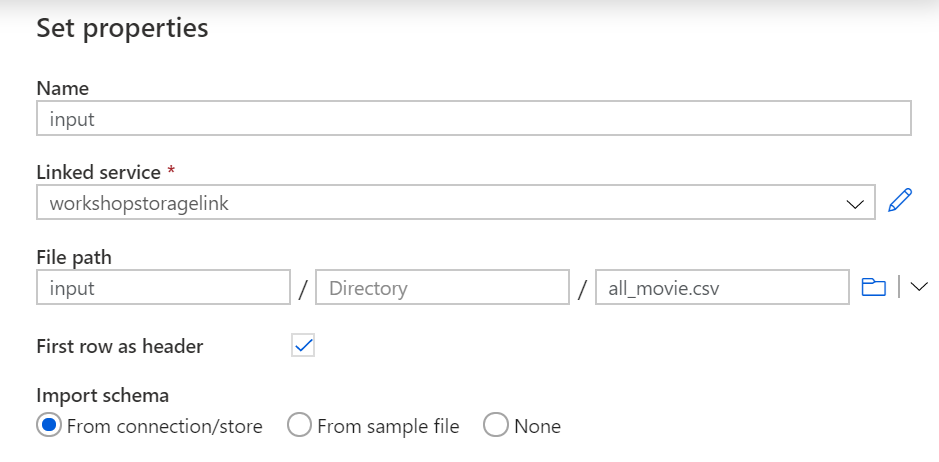 Set properties
Name
input
Linked service *
workshopstoragelink
File path
input / Directory / all_movie.csv
First row as header
Import schema
From connection/store From sample file None